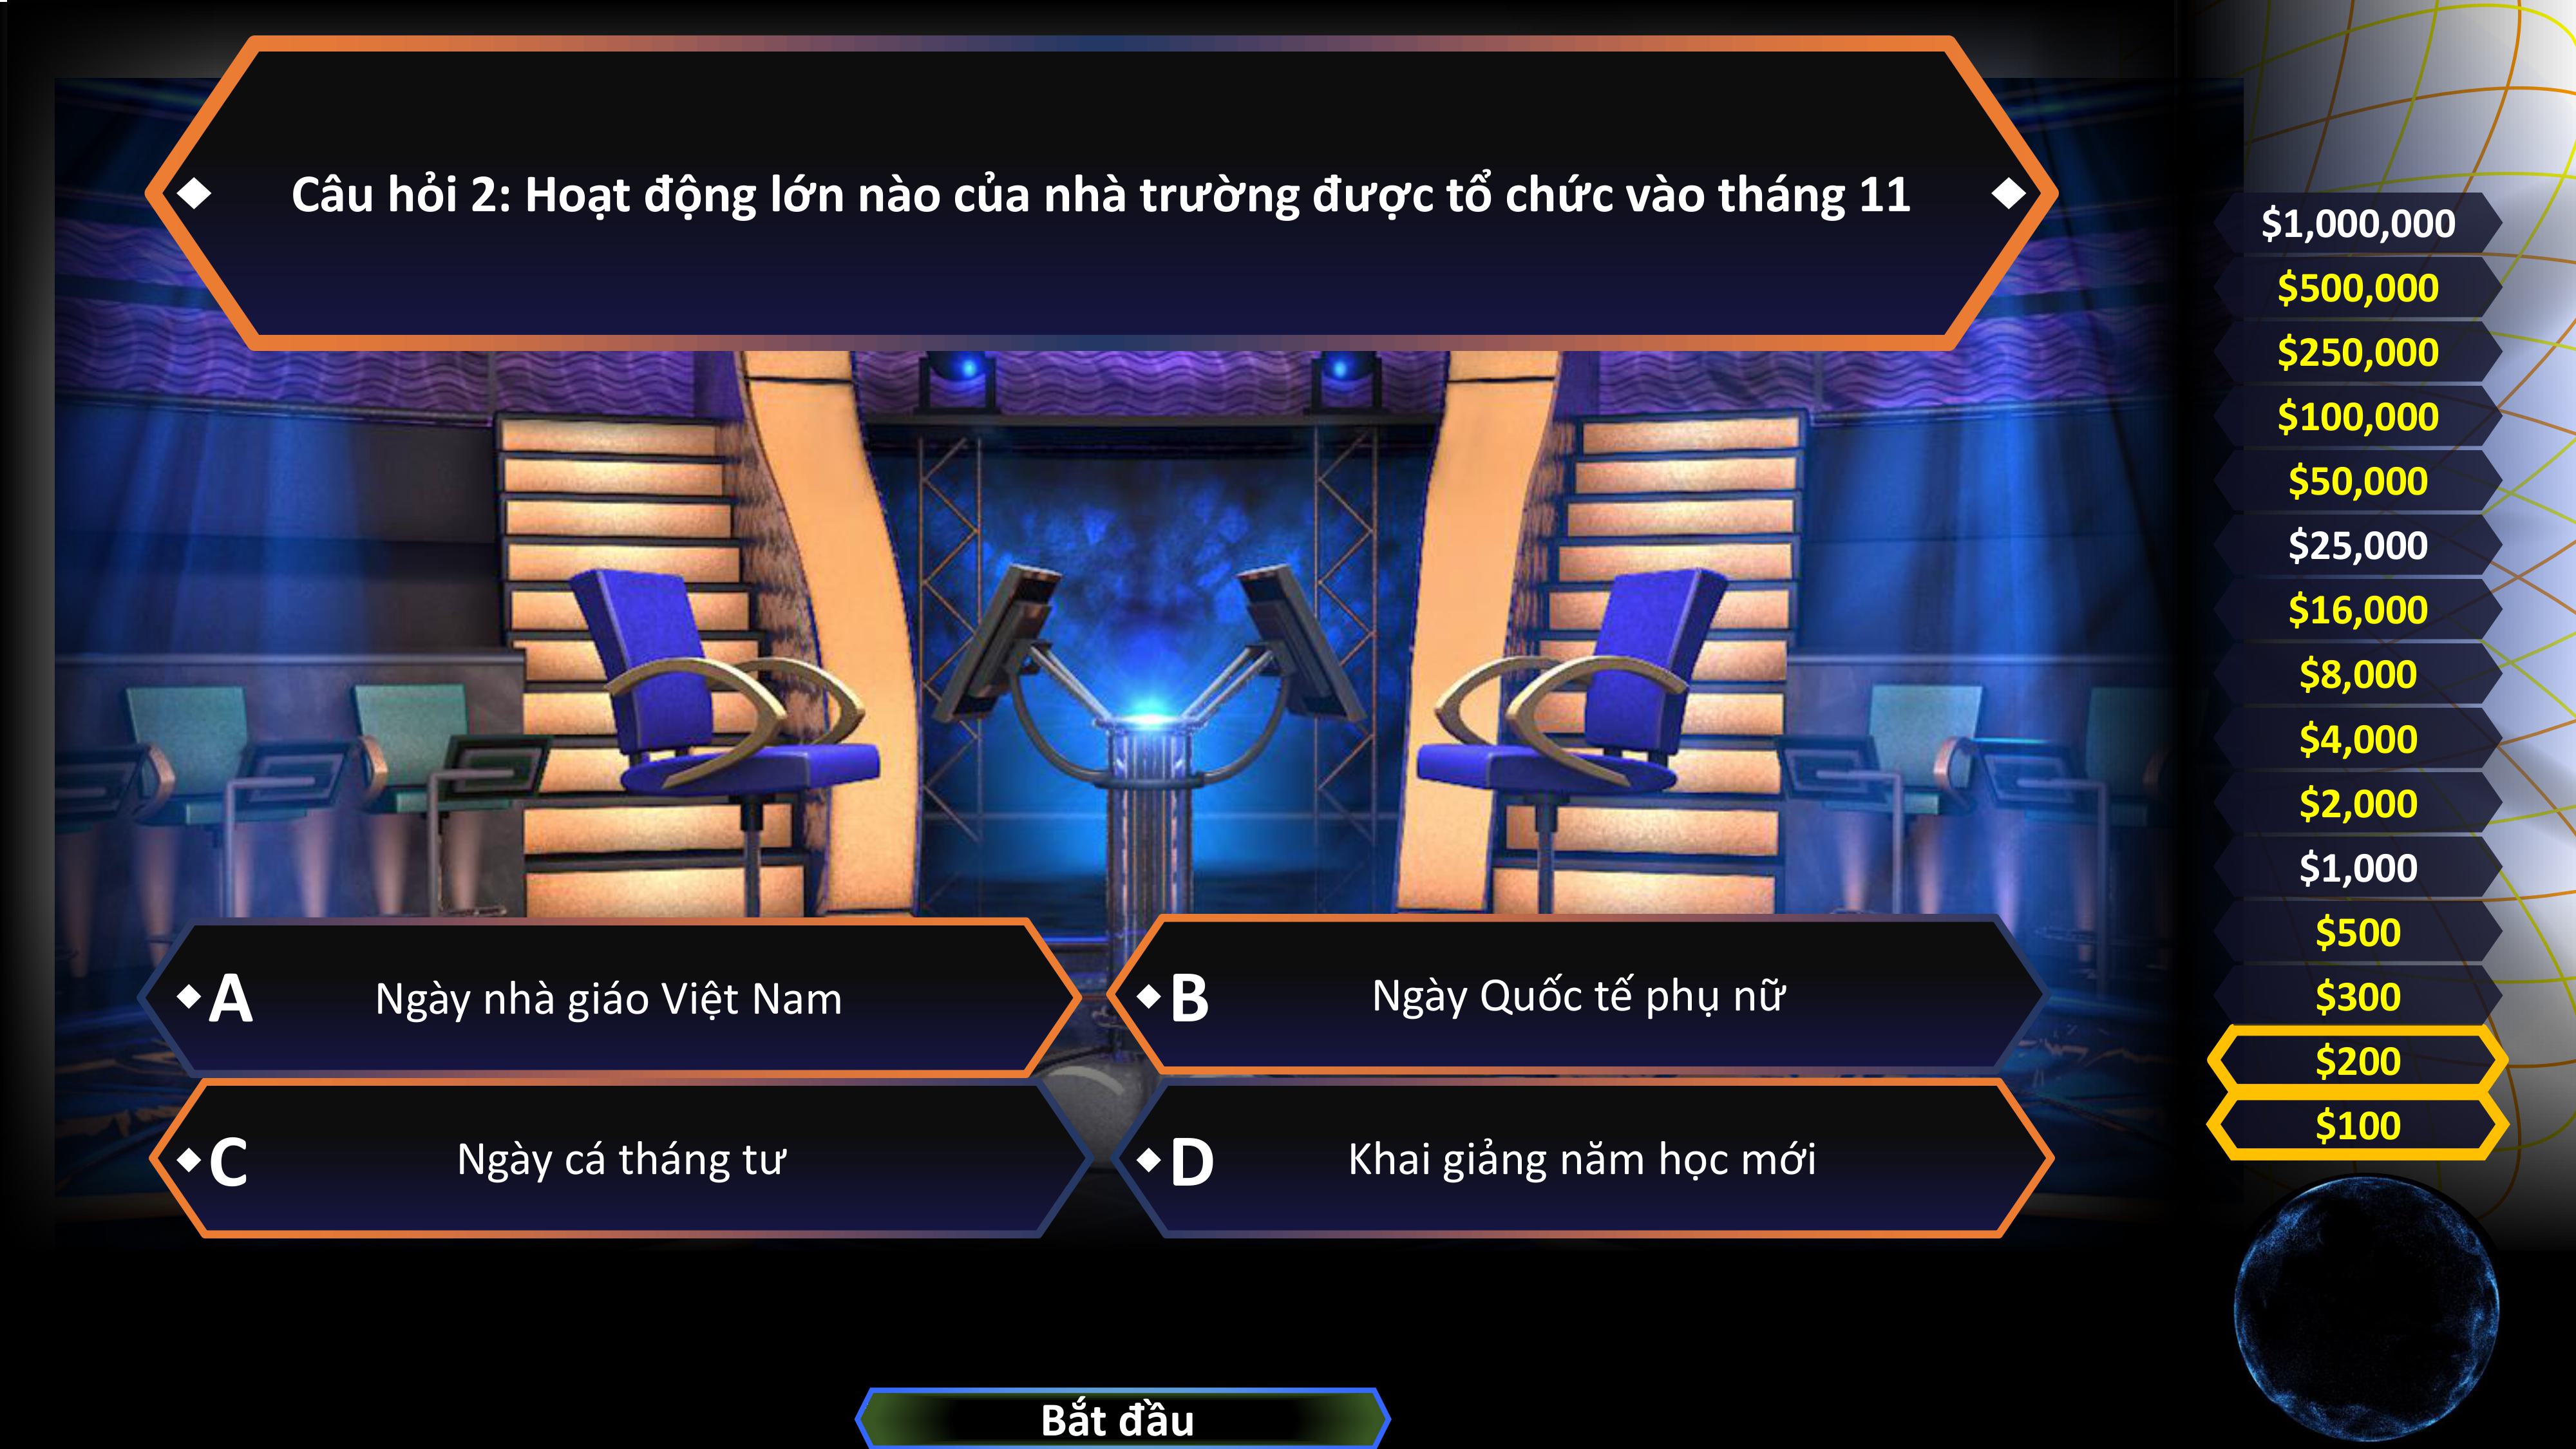 Câu hỏi 2: Hoạt động lớn nào của nhà trường được tổ chức vào tháng 11
A Ngày nhà giáo Việt Nam
B Ngày Quốc tế phụ nữ
C Ngày cá tháng tư
D Khai giảng năm học mới
Bắt đầu
$1,000,000
$500,000
$250,000
$100,000
$50,000
$25,000
$16,000
$8,000
$4,000
$2,000
$1,000
$500
$300
$200
$100